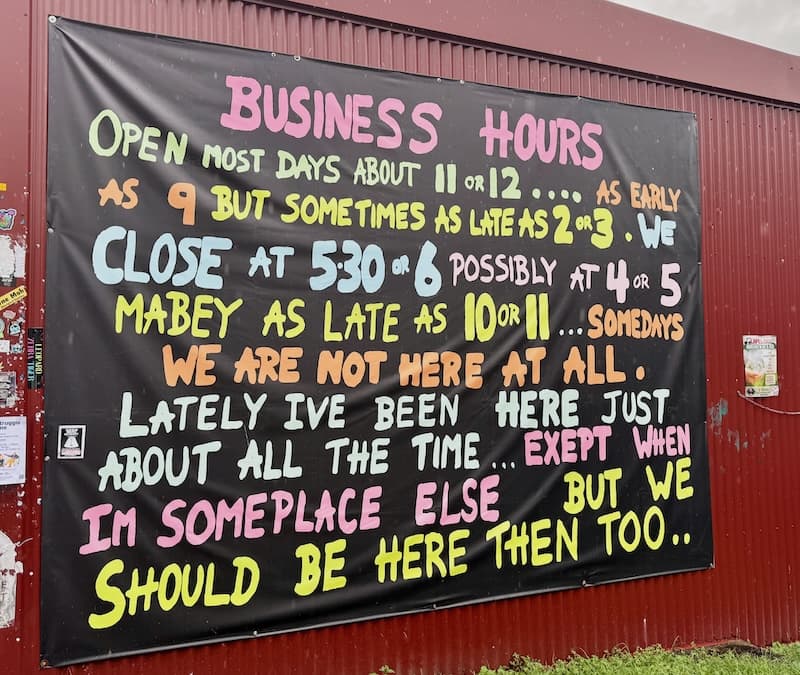 BUSINESS HOURS
OPEN MOST DAYS ABOUT 11 OR 12 .... AS EARLY
AS 9 BUT SOMETIMES AS LATE AS 2 OR 3. WE
CLOSE AT 530 OR 6 POSSIBLY AT 4 OR 5
MABEY AS LATE AS 10 OR 11 ... SOMEDAYS
WE ARE NOT HERE AT ALL.
LATELY IVE BEEN HERE JUST
ABOUT ALL THE TIME ... EXEPT WHEN
IM SOMEPLACE ELSE BUT WE
SHOULD BE HERE THEN TOO..